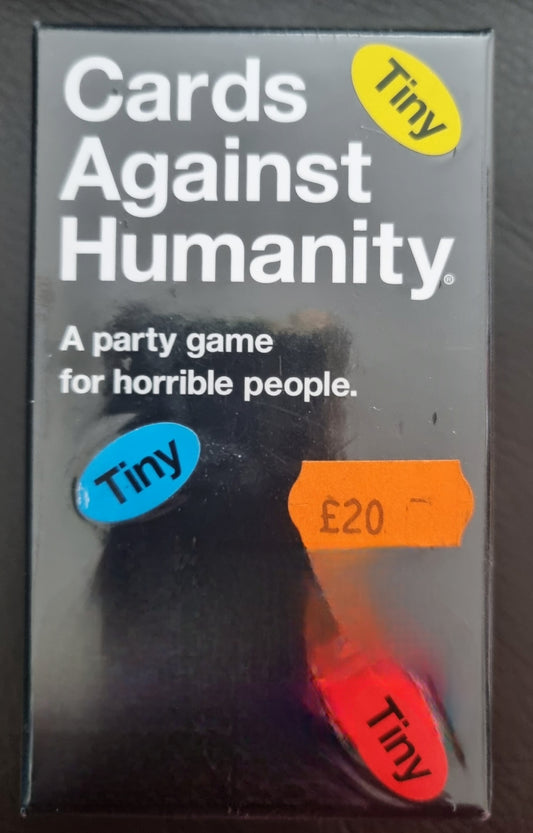 Cards
Tiny
Against
Humanity®
A party game
for horrible people.
Tiny
£20
Tiny